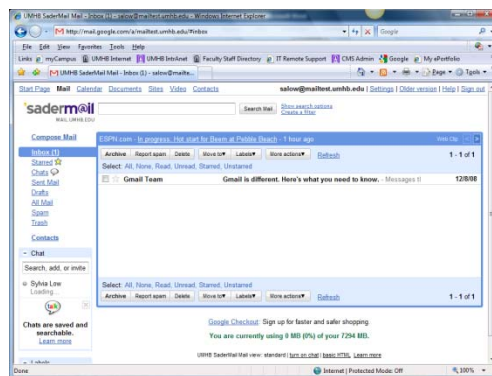 UMHB SaderMail Mail - Inbox (1) - salow@mailtest.umhb.edu - Windows Internet Explorer
http://mail.google.com/a/mailtest.umhb.edu/#inbox
Google
File Edit View Favorites Tools Help
Links myCampus UMHB Internet UMHB IntrAnet Faculty Staff Directory IT Remote Support CMS Admin Google myePortfolio
UMHB SaderMail Mail - Inbox (1) - salow@mailte...
Page Tools
Start Page Mail Calendar Documents Sites Video Contacts
salow@mailtest.umhb.edu | Settings | Older version | Help | Sign out
saderm@il
MAIL.UMHB.EDU
Search Mail
Show search options
Create a filter
Compose Mail
Inbox (1)
Starred
Chats
Sent Mail
Drafts
All Mail
Spam
Trash
Contacts
Chat
Search, add, or invite
Sylvia Low
Loading...
talk
Chats are saved and searchable.
Learn more
Labels
ESPN.com - In progress: Hot start for Beem at Pebble Beach - 1 hour ago
Web Clip < >
Archive Report spam Delete Move to Labels More actions Refresh
1 - 1 of 1
Select: All, None, Read, Unread, Starred, Unstarred
Gmail Team Gmail is different. Here's what you need to know. - Messages th 12/8/08
Select: All, None, Read, Unread, Starred, Unstarred
Archive Report spam Delete Move to Labels More actions Refresh
1 - 1 of 1
Google Checkout: Sign up for faster and safer shopping.
You are currently using 0 MB (0%) of your 7294 MB.
UMHB SaderMail Mail view: standard | turn on chat | basic HTML Learn more
Done
Internet | Protected Mode: Off
100%